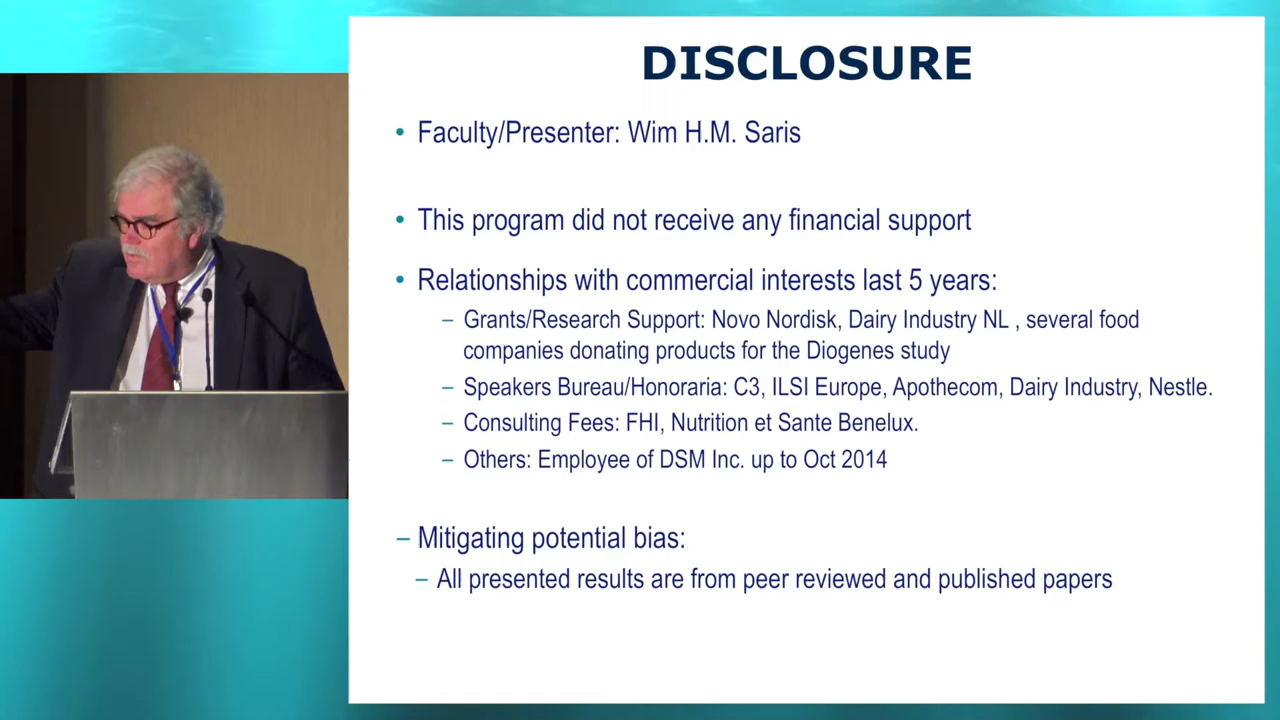 DISCLOSURE
• Faculty/Presenter: Wim H.M. Saris
• This program did not receive any financial support
• Relationships with commercial interests last 5 years:
– Grants/Research Support: Novo Nordisk, Dairy Industry NL , several food
companies donating products for the Diogenes study
– Speakers Bureau/Honoraria: C3, ILSI Europe, Apothecom, Dairy Industry, Nestle.
– Consulting Fees: FHI, Nutrition et Sante Benelux.
– Others: Employee of DSM Inc. up to Oct 2014
– Mitigating potential bias:
– All presented results are from peer reviewed and published papers